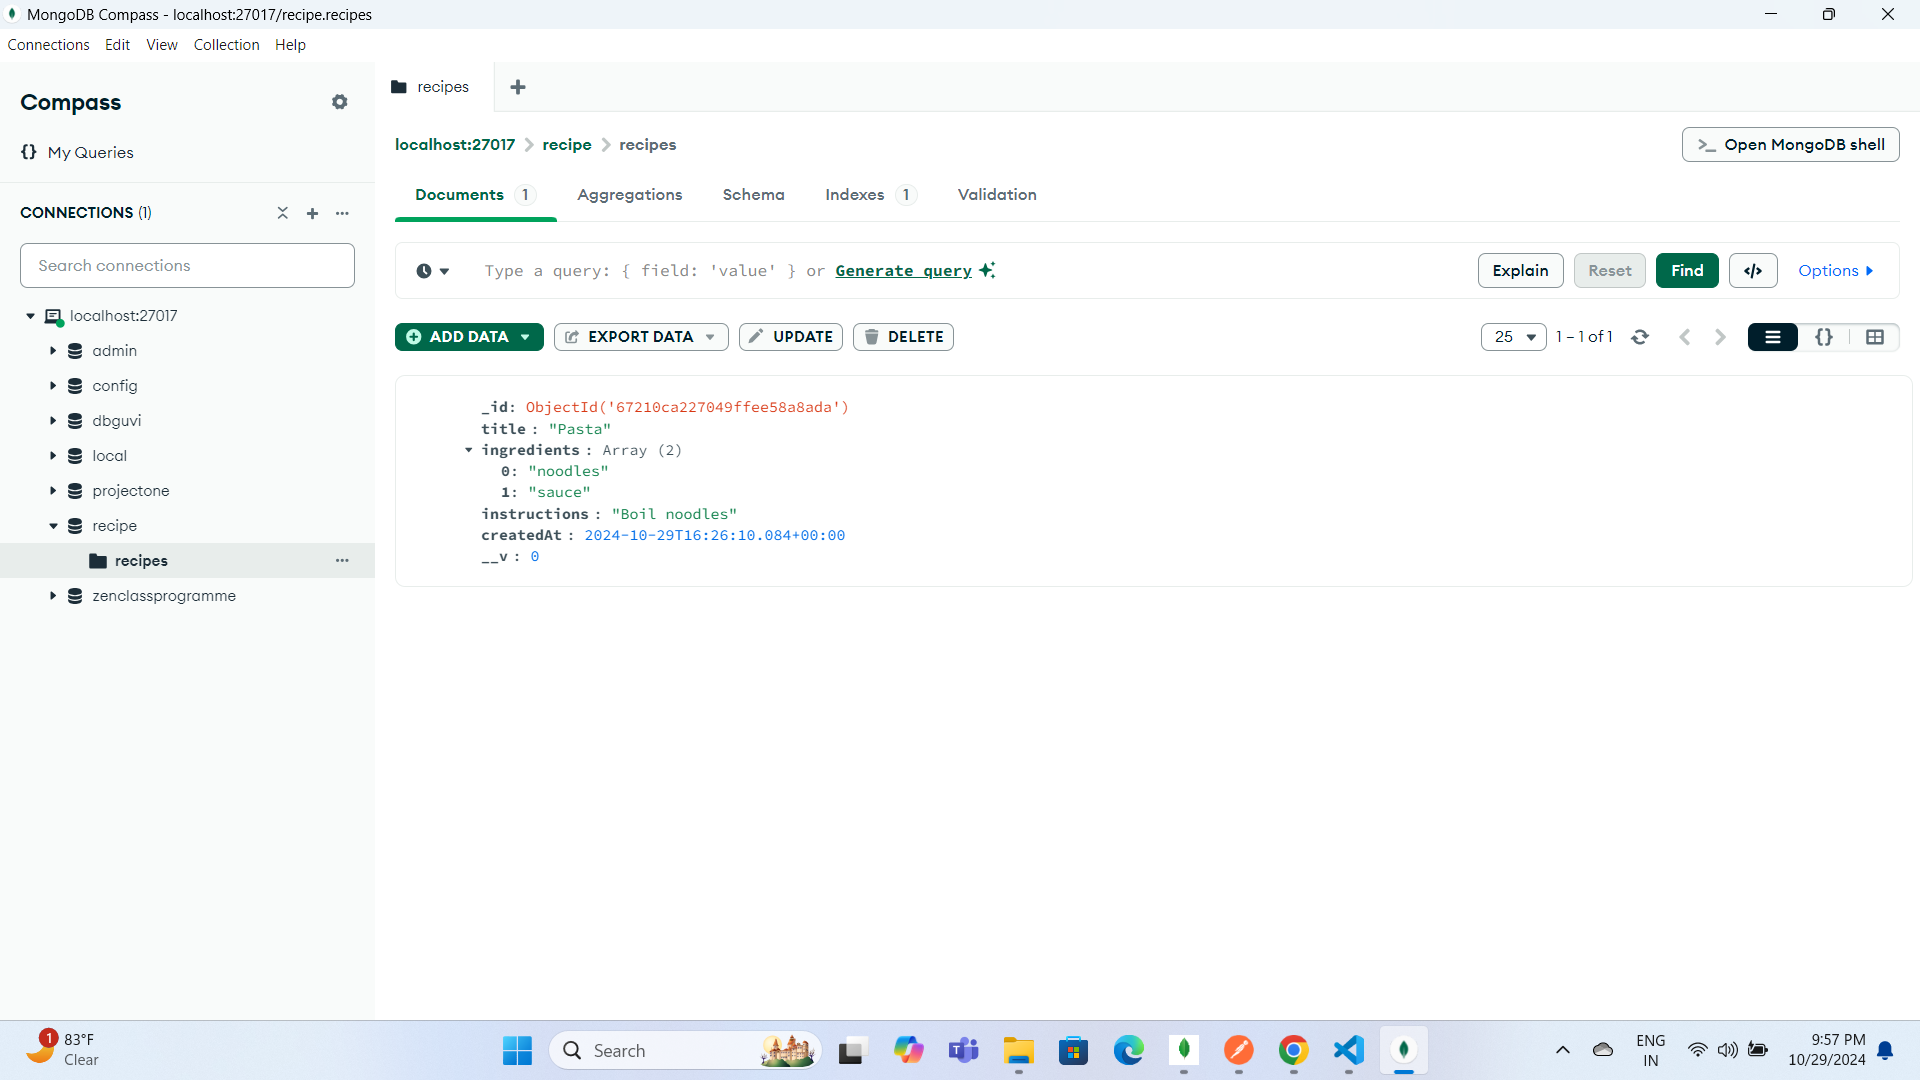 MongoDB Compass - localhost:27017/recipe.recipes
Connections Edit View Collection Help
Compass
{} My Queries
CONNECTIONS (1)
Search connections
localhost:27017
admin
config
dbguvi
local
projectone
recipe
recipes
zenclassprogramme
recipes
localhost:27017 > recipe > recipes
>_ Open MongoDB shell
Documents 1 Aggregations Schema Indexes 1 Validation
Type a query: { field: 'value' } or Generate query
Explain Reset Find </> Options
ADD DATA EXPORT DATA UPDATE DELETE
25 1 – 1 of 1 {}
_id: ObjectId('67210ca227049ffee58a8ada')
title : "Pasta"
ingredients : Array (2)
0: "noodles"
1: "sauce"
instructions : "Boil noodles"
createdAt : 2024-10-29T16:26:10.084+00:00
__v : 0
1
83°F
Clear
Search
ENG
IN
9:57 PM
10/29/2024